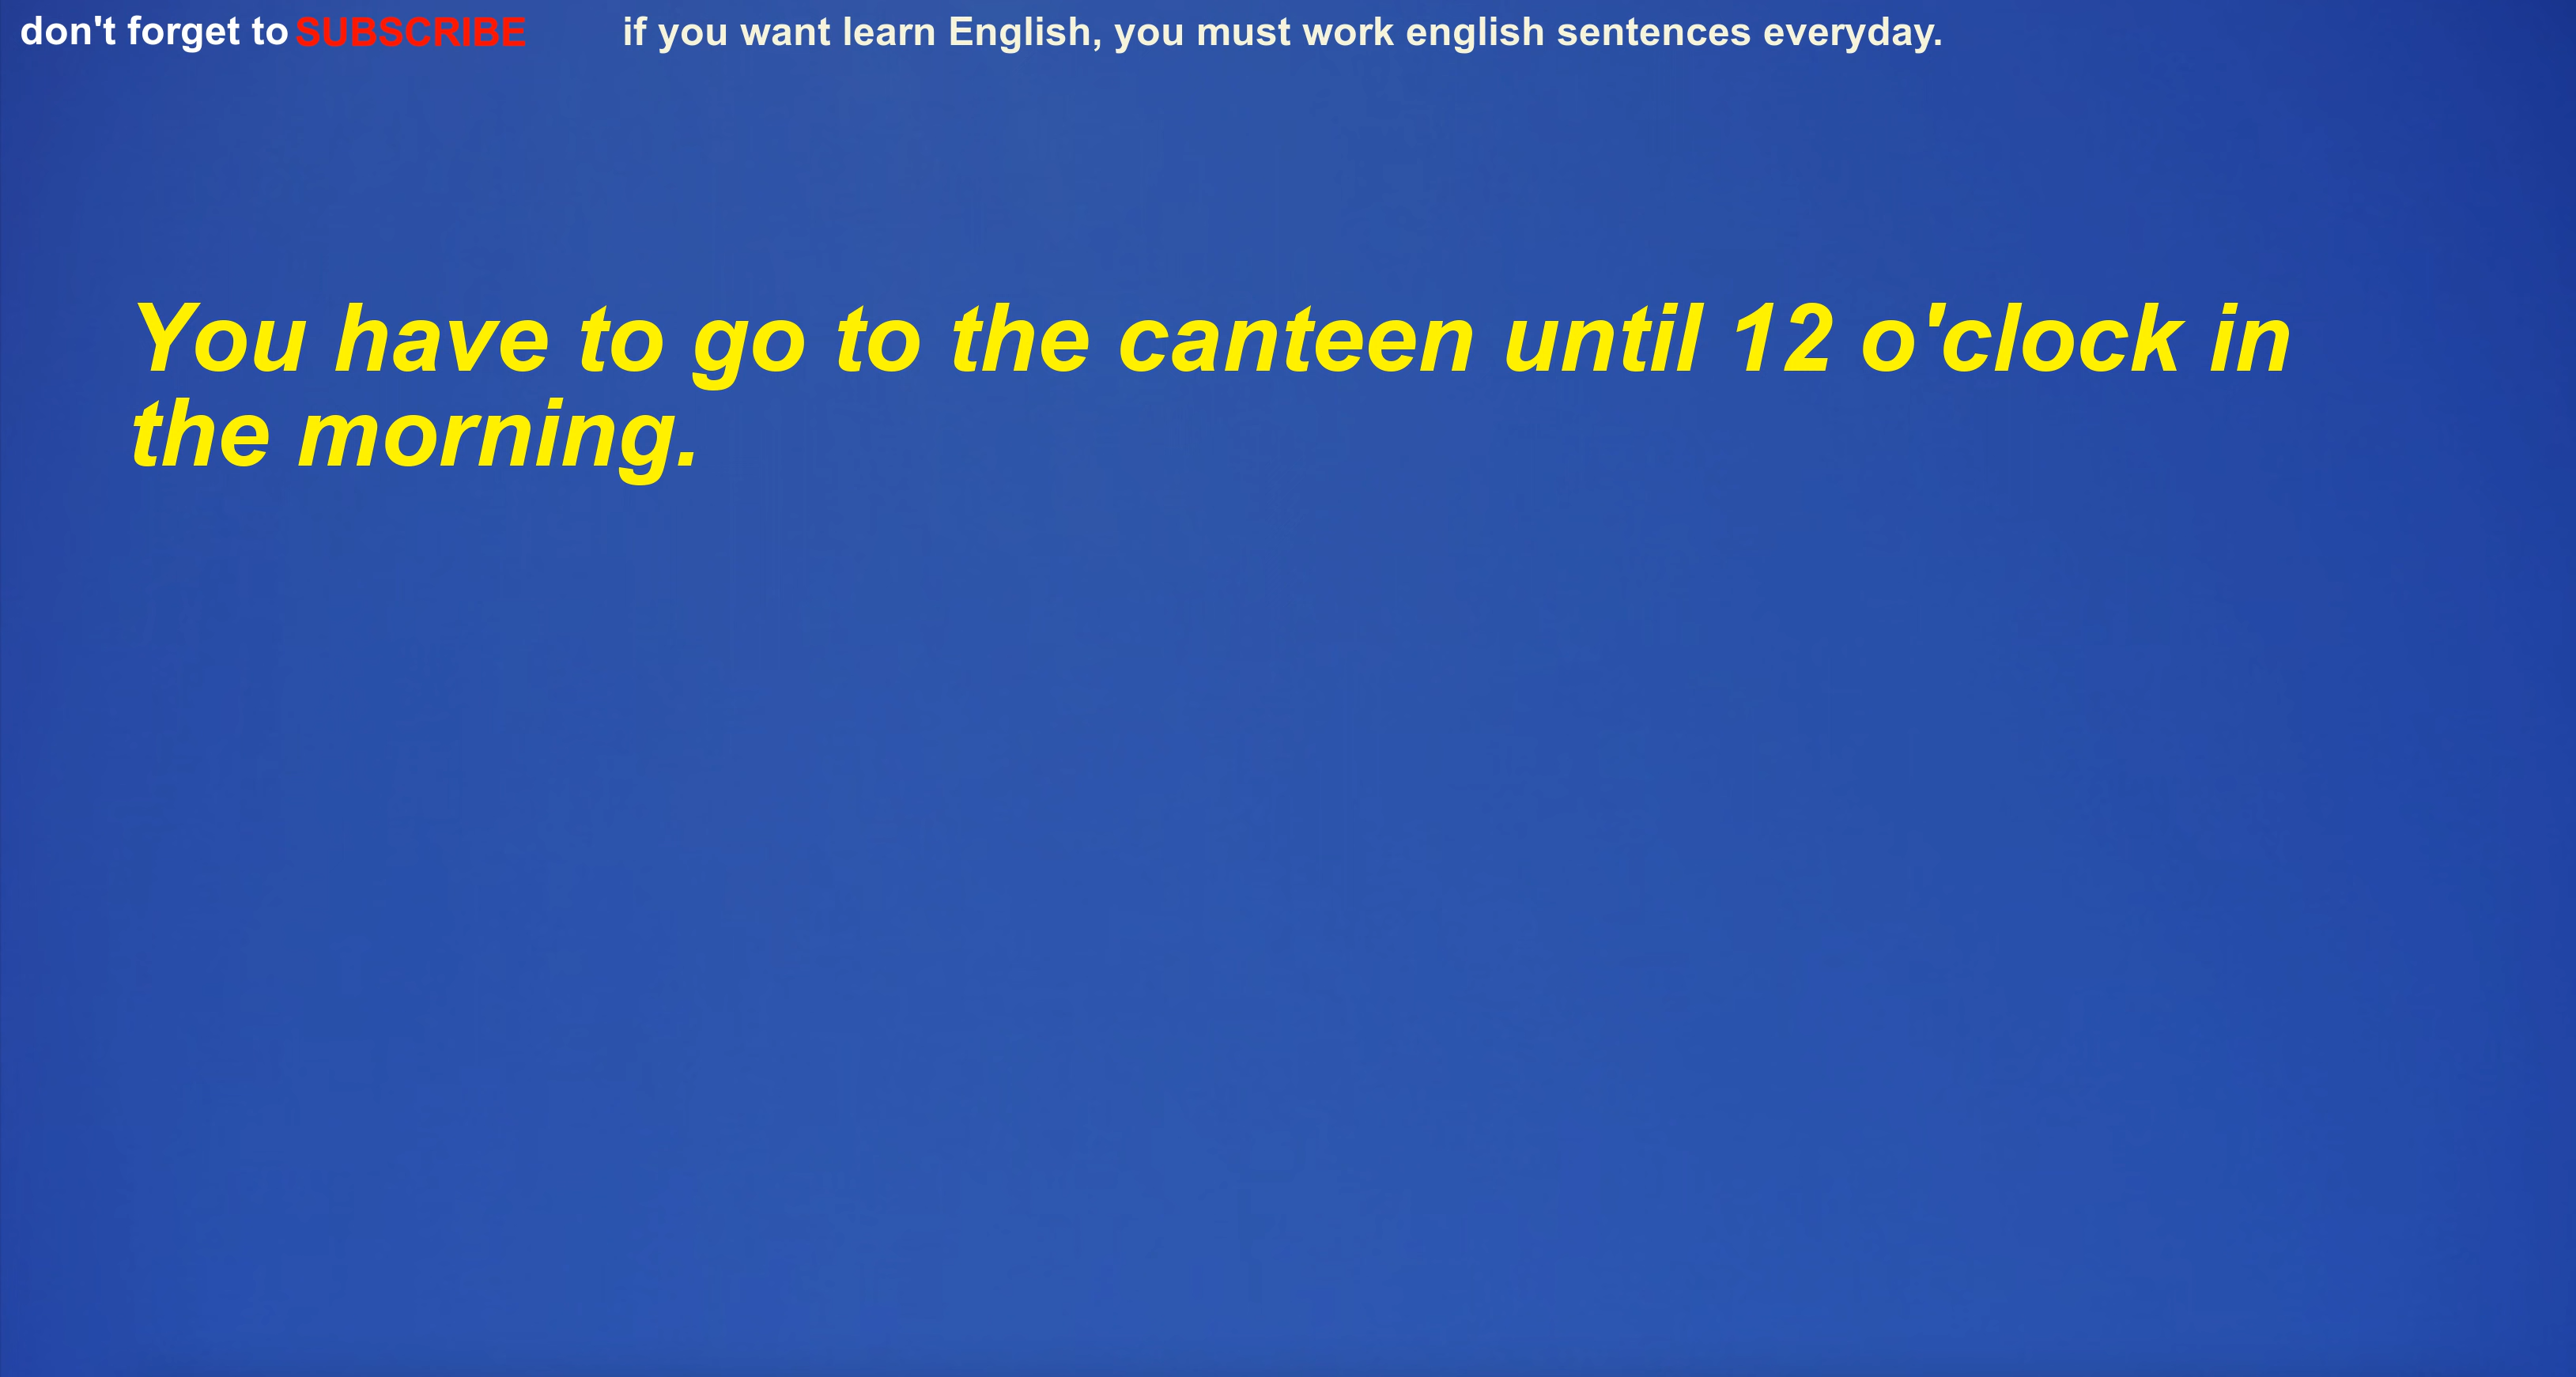 don't forget to SUBSCRIBE if you want learn English, you must work english sentences everyday.
You have to go to the canteen until 12 o'clock in
the morning.